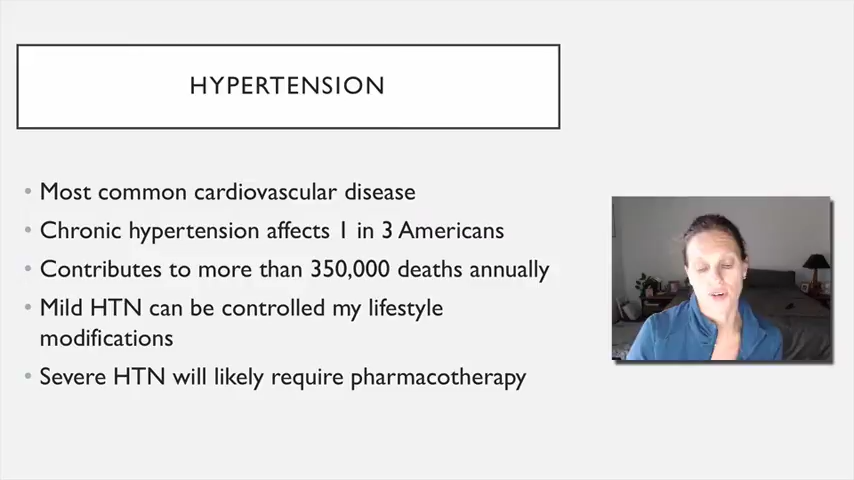 HYPERTENSION
• Most common cardiovascular disease
• Chronic hypertension affects 1 in 3 Americans
• Contributes to more than 350,000 deaths annually
• Mild HTN can be controlled my lifestyle
modifications
• Severe HTN will likely require pharmacotherapy